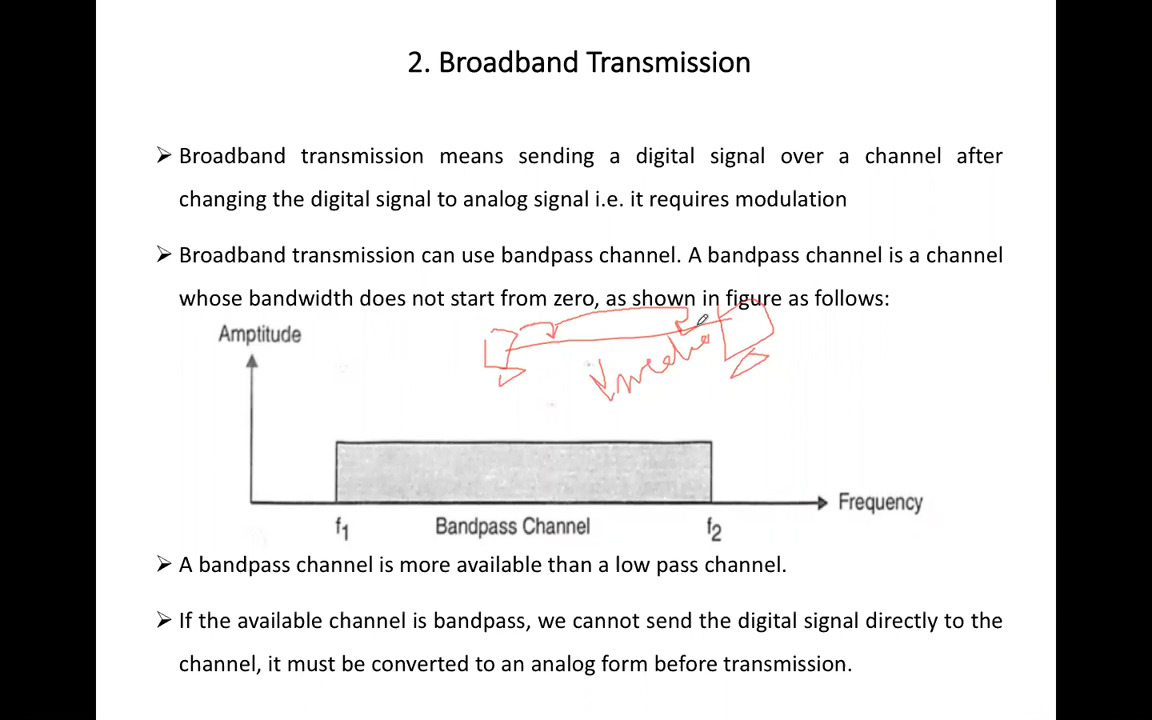 2. Broadband Transmission
➢ Broadband transmission means sending a digital signal over a channel after
changing the digital signal to analog signal i.e. it requires modulation
➢ Broadband transmission can use bandpass channel. A bandpass channel is a channel
whose bandwidth does not start from zero, as shown in figure as follows:
Amptitude
Frequency
f1 Bandpass Channel f2
➢ A bandpass channel is more available than a low pass channel.
➢ If the available channel is bandpass, we cannot send the digital signal directly to the
channel, it must be converted to an analog form before transmission.